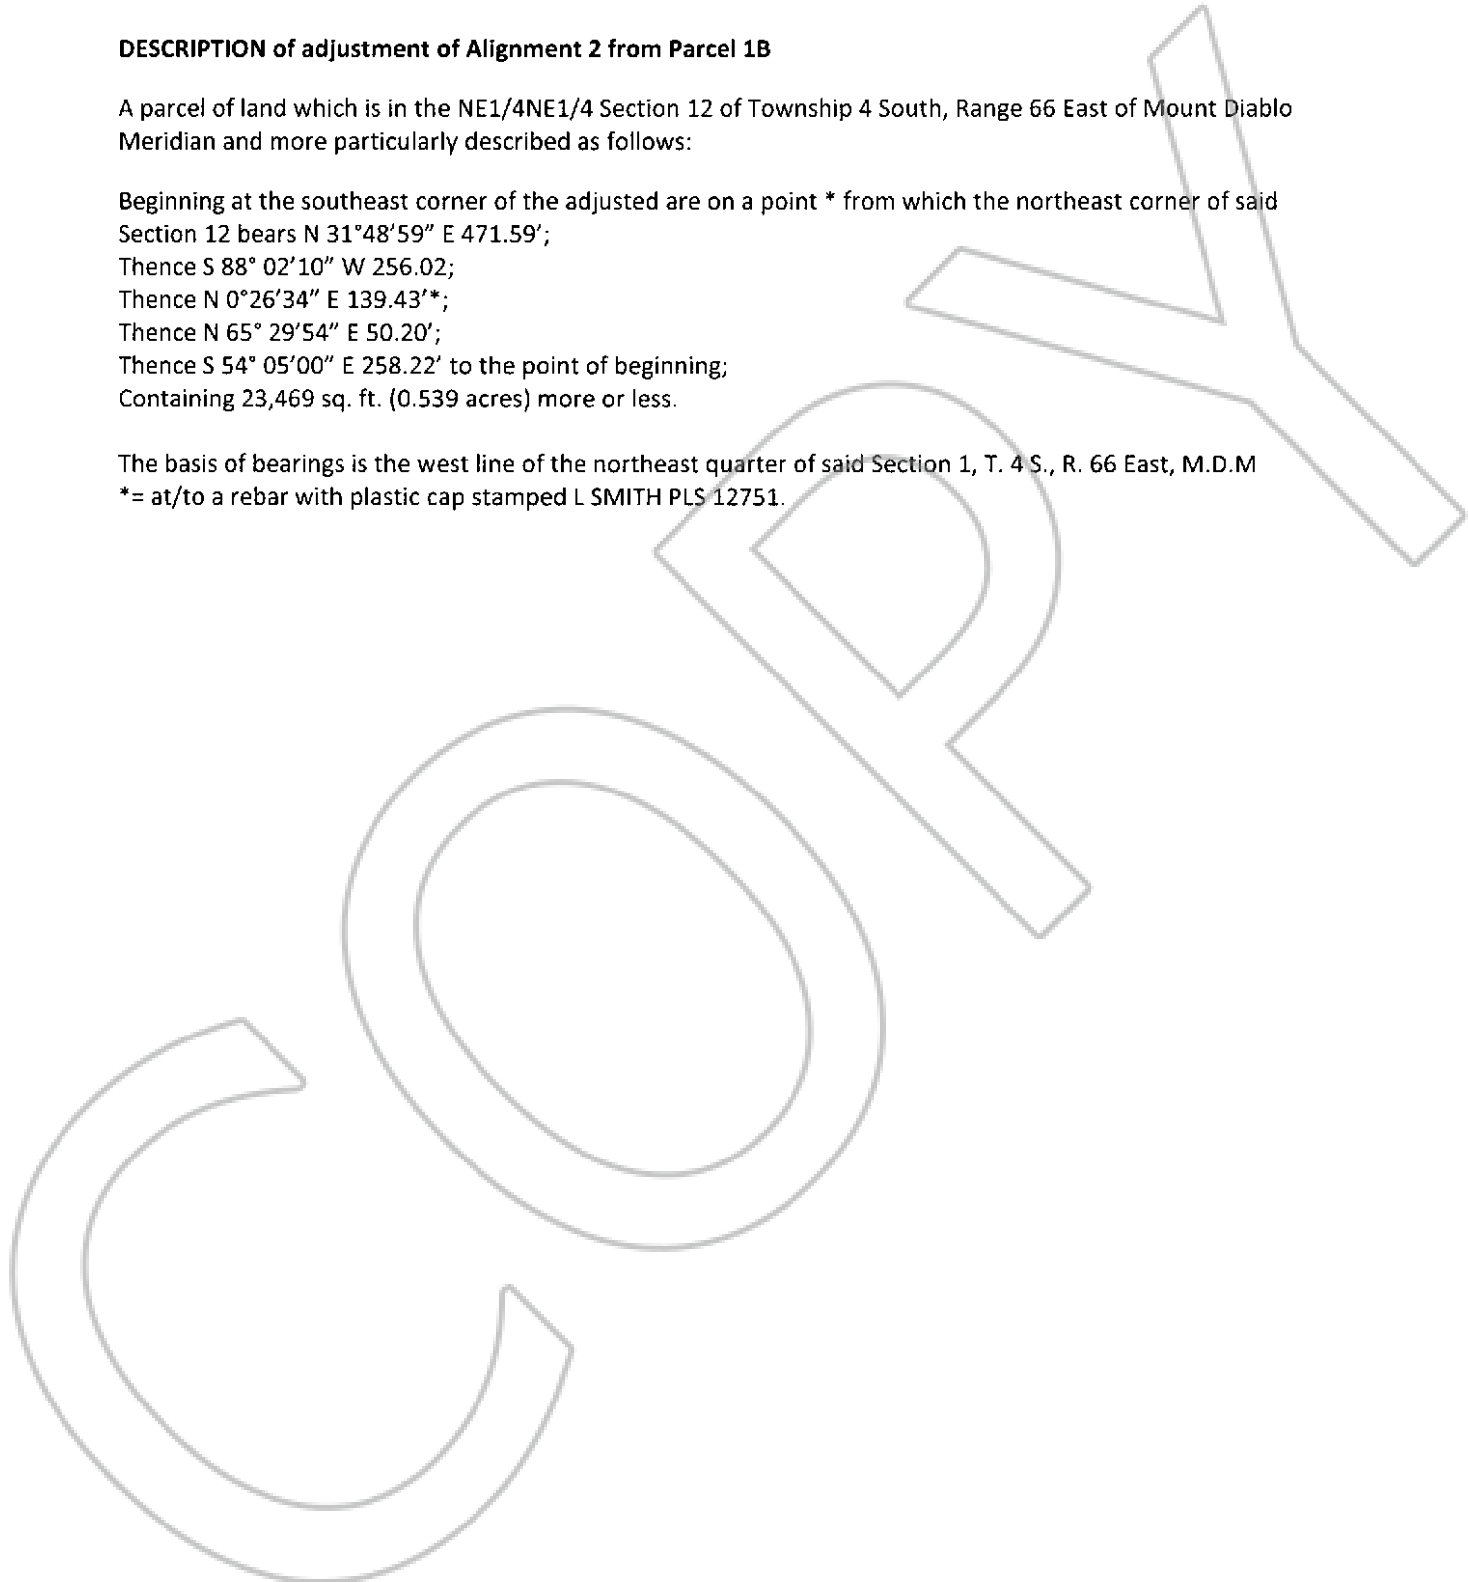 DESCRIPTION of adjustment of Alignment 2 from Parcel 1B
A parcel of land which is in the NE1/4NE1/4 Section 12 of Township 4 South, Range 66 East of Mount Diablo
Meridian and more particularly described as follows:
Beginning at the southeast corner of the adjusted are on a point * from which the northeast corner of said
Section 12 bears N 31°48′59″ E 471.59′;
Thence S 88° 02′10″ W 256.02;
Thence N 0°26′34″ E 139.43′*;
Thence N 65° 29′54″ E 50.20′;
Thence S 54° 05′00″ E 258.22′ to the point of beginning;
Containing 23,469 sq. ft. (0.539 acres) more or less.
The basis of bearings is the west line of the northeast quarter of said Section 1, T. 4 S., R. 66 East, M.D.M
*= at/to a rebar with plastic cap stamped L SMITH PLS 12751.
COPY